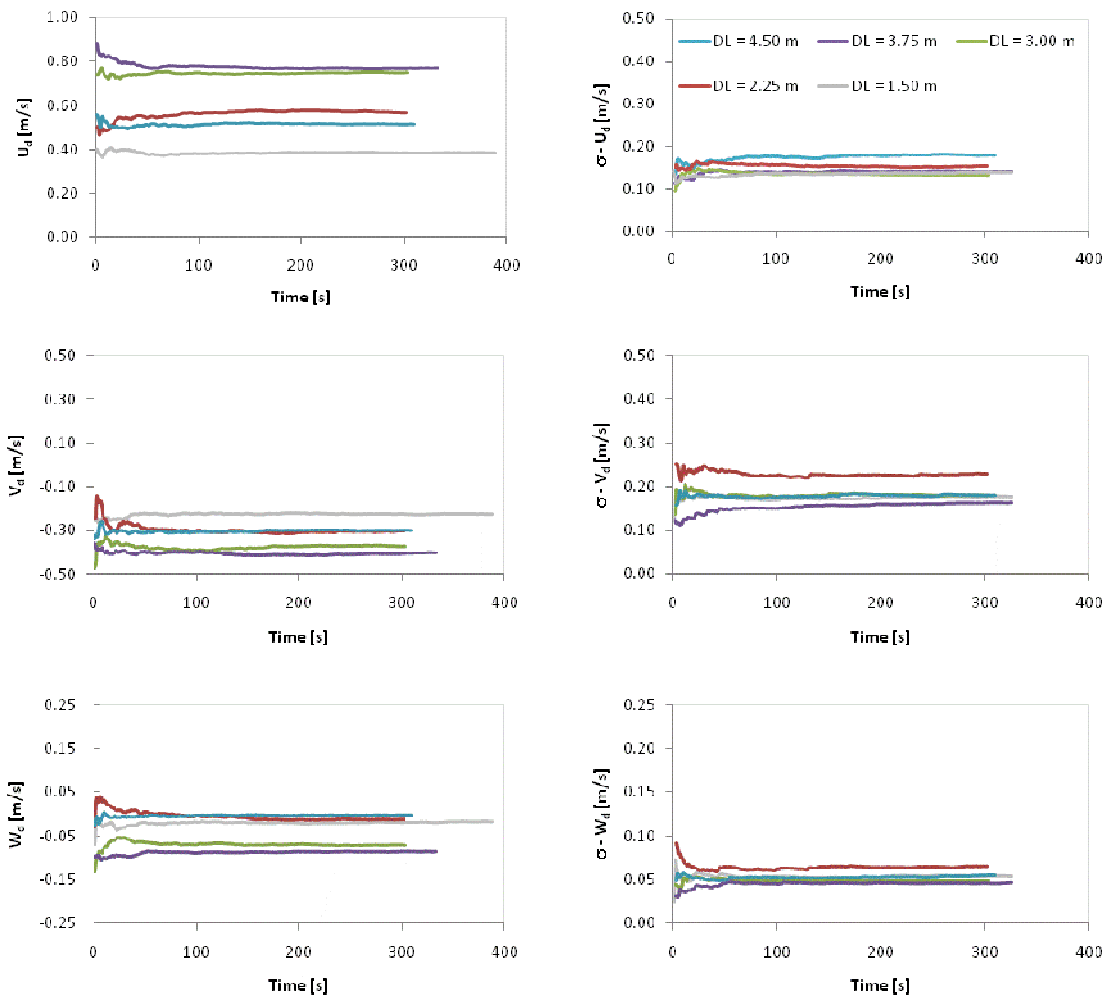 1.00
0.80
0.60
0.40
0.20
0.00
0 100 200 300 400
U_d [m/s]
Time [s]
0.50
0.40
0.30
0.20
0.10
0.00
0 100 200 300 400
σ - U_d [m/s]
Time [s]
DL = 4.50 m DL = 3.75 m DL = 3.00 m
DL = 2.25 m DL = 1.50 m
0.50
0.30
0.10
-0.10
-0.30
-0.50
0 100 200 300 400
V_d [m/s]
Time [s]
0.50
0.40
0.30
0.20
0.10
0.00
0 100 200 300 400
σ - V_d [m/s]
Time [s]
0.25
0.15
0.05
-0.05
-0.15
-0.25
0 100 200 300 400
W_d [m/s]
Time [s]
0.25
0.20
0.15
0.10
0.05
0.00
0 100 200 300 400
σ - W_d [m/s]
Time [s]